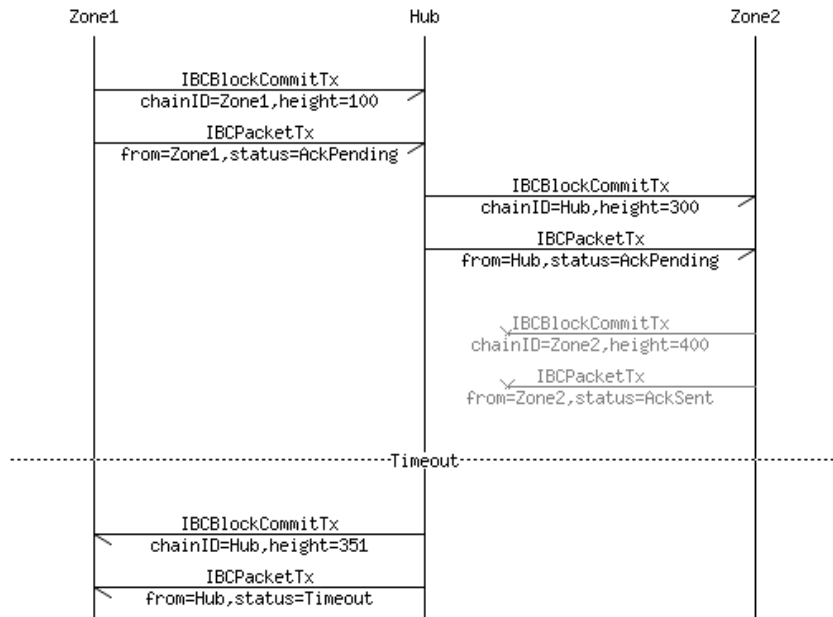 Zone1 Hub Zone2
IBCBlockCommitTx
chainID=Zone1,height=100
IBCPacketTx
from=Zone1,status=AckPending
IBCBlockCommitTx
chainID=Hub,height=300
IBCPacketTx
from=Hub,status=AckPending
IBCBlockCommitTx
chainID=Zone2,height=400
IBCPacketTx
from=Zone2,status=AckSent
Timeout
IBCBlockCommitTx
chainID=Hub,height=351
IBCPacketTx
from=Hub,status=Timeout